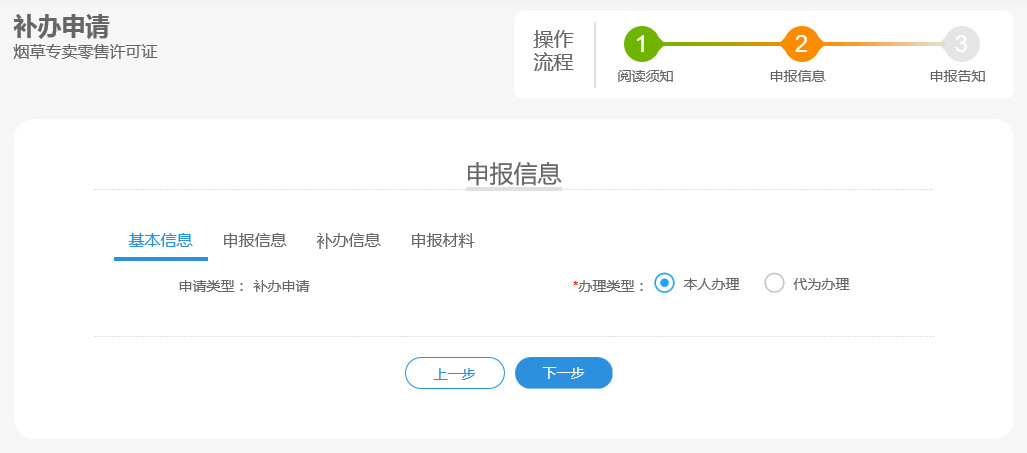 补办申请
烟草专卖零售许可证
操作
流程
1
2
3
阅读须知
申报信息
申报告知
申报信息
基本信息
申报信息
补办信息
申报材料
申请类型： 补办申请
*办理类型：
本人办理
代为办理
上一步
下一步